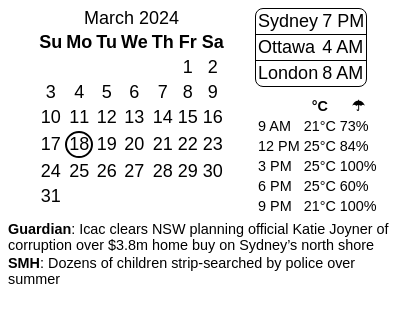 March 2024
Su Mo Tu We Th Fr Sa
1 2
3 4 5 6 7 8 9
10 11 12 13 14 15 16
17 18 19 20 21 22 23
24 25 26 27 28 29 30
31
Sydney 7 PM
Ottawa 4 AM
London 8 AM
°C ☂
9 AM 21°C 73%
12 PM 25°C 84%
3 PM 25°C 100%
6 PM 25°C 60%
9 PM 21°C 100%
Guardian: Icac clears NSW planning official Katie Joyner of
corruption over $3.8m home buy on Sydney’s north shore
SMH: Dozens of children strip-searched by police over
summer